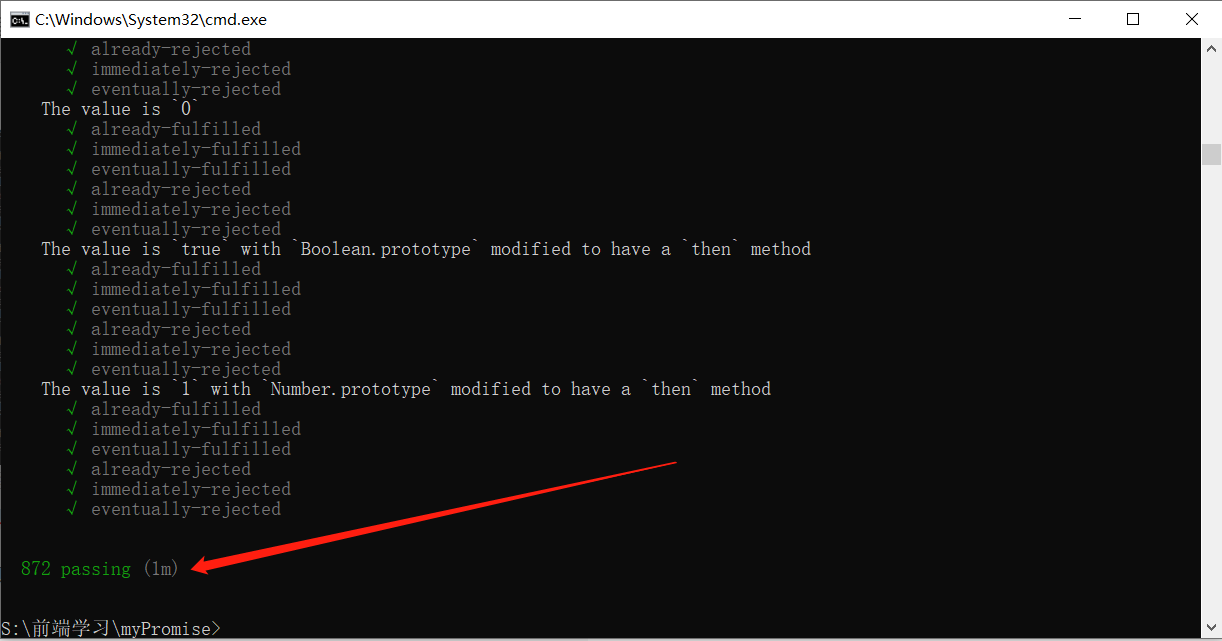 C:\Windows\System32\cmd.exe
√ already-rejected
√ immediately-rejected
√ eventually-rejected
The value is `0`
√ already-fulfilled
√ immediately-fulfilled
√ eventually-fulfilled
√ already-rejected
√ immediately-rejected
√ eventually-rejected
The value is `true` with `Boolean.prototype` modified to have a `then` method
√ already-fulfilled
√ immediately-fulfilled
√ eventually-fulfilled
√ already-rejected
√ immediately-rejected
√ eventually-rejected
The value is `1` with `Number.prototype` modified to have a `then` method
√ already-fulfilled
√ immediately-fulfilled
√ eventually-fulfilled
√ already-rejected
√ immediately-rejected
√ eventually-rejected
872 passing (1m)
S:\前端学习\myPromise>